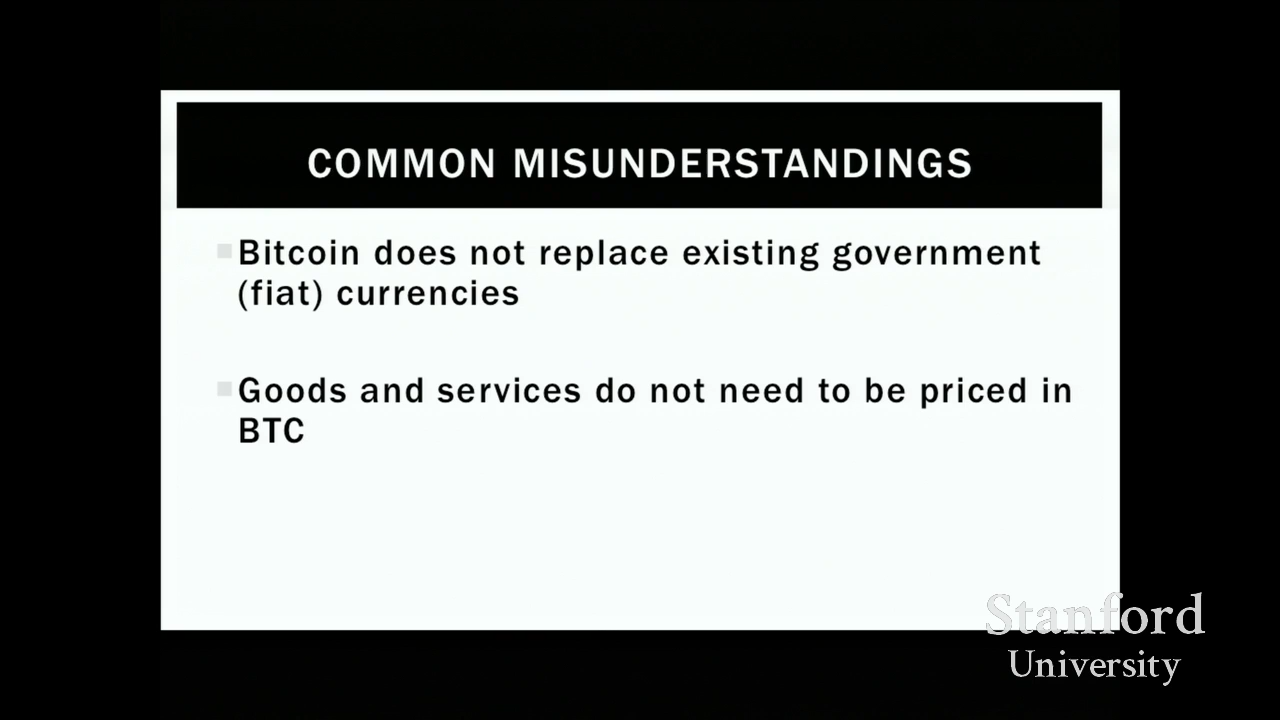 COMMON MISUNDERSTANDINGS
Bitcoin does not replace existing government
(fiat) currencies
Goods and services do not need to be priced in
BTC
Stanford
University